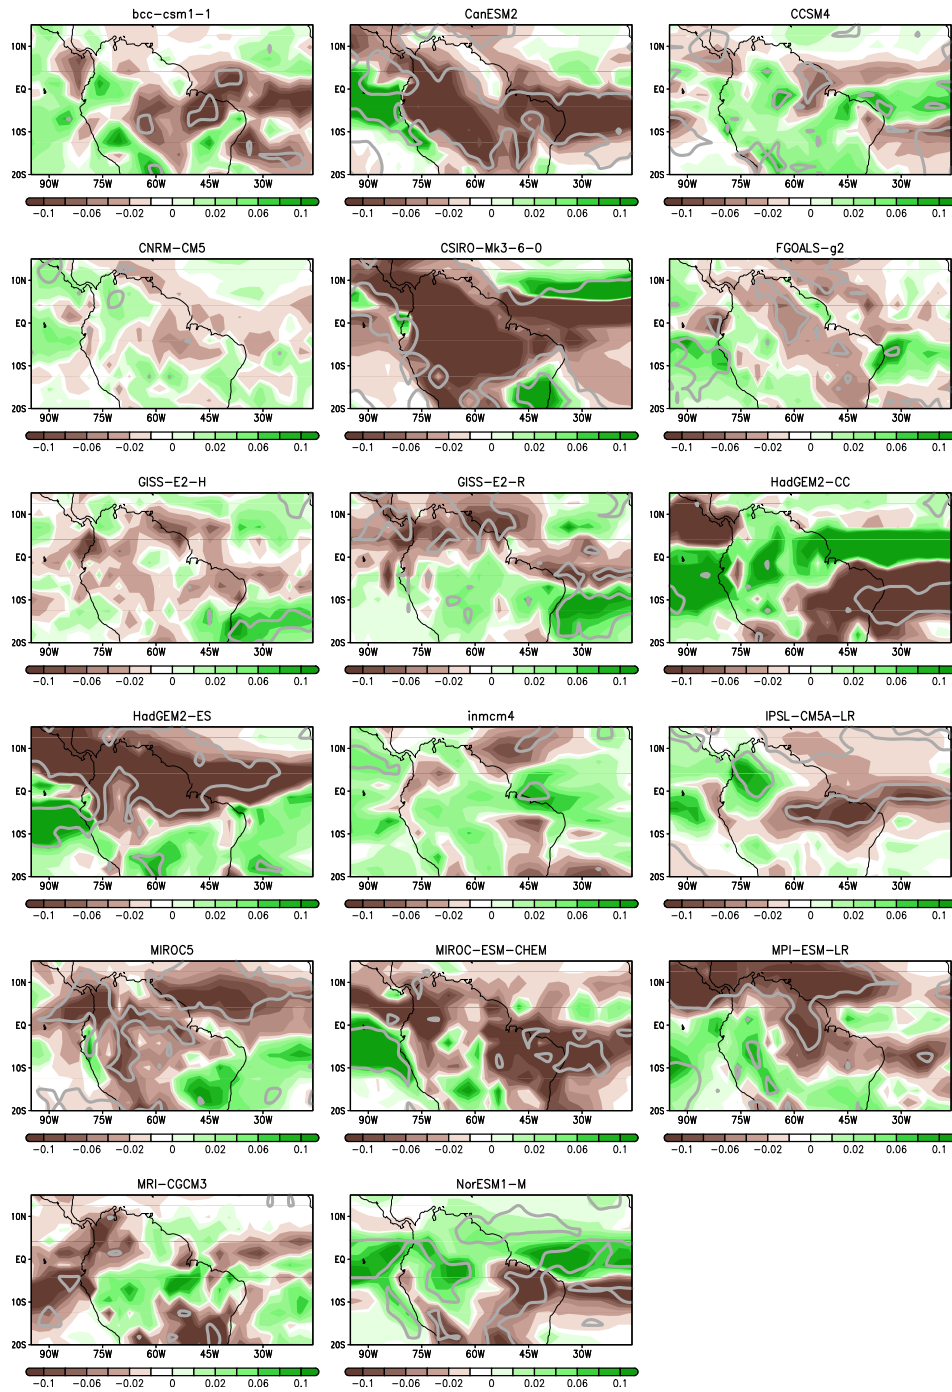 bcc-csm1-1 CanESM2 CCSM4
10N 10N 10N
EQ EQ EQ
10S 10S 10S
20S 20S 20S
90W 75W 60W 45W 30W 90W 75W 60W 45W 30W 90W 75W 60W 45W 30W
-0.1 -0.06 -0.02 0 0.02 0.06 0.1 -0.1 -0.06 -0.02 0 0.02 0.06 0.1 -0.1 -0.06 -0.02 0 0.02 0.06 0.1
CNRM-CM5 CSIRO-Mk3-6-0 FGOALS-g2
10N 10N 10N
EQ EQ EQ
10S 10S 10S
20S 20S 20S
90W 75W 60W 45W 30W 90W 75W 60W 45W 30W 90W 75W 60W 45W 30W
-0.1 -0.06 -0.02 0 0.02 0.06 0.1 -0.1 -0.06 -0.02 0 0.02 0.06 0.1 -0.1 -0.06 -0.02 0 0.02 0.06 0.1
GISS-E2-H GISS-E2-R HadGEM2-CC
10N 10N 10N
EQ EQ EQ
10S 10S 10S
20S 20S 20S
90W 75W 60W 45W 30W 90W 75W 60W 45W 30W 90W 75W 60W 45W 30W
-0.1 -0.06 -0.02 0 0.02 0.06 0.1 -0.1 -0.06 -0.02 0 0.02 0.06 0.1 -0.1 -0.06 -0.02 0 0.02 0.06 0.1
HadGEM2-ES inmcm4 IPSL-CM5A-LR
10N 10N 10N
EQ EQ EQ
10S 10S 10S
20S 20S 20S
90W 75W 60W 45W 30W 90W 75W 60W 45W 30W 90W 75W 60W 45W 30W
-0.1 -0.06 -0.02 0 0.02 0.06 0.1 -0.1 -0.06 -0.02 0 0.02 0.06 0.1 -0.1 -0.06 -0.02 0 0.02 0.06 0.1
MIROC5 MIROC-ESM-CHEM MPI-ESM-LR
10N 10N 10N
EQ EQ EQ
10S 10S 10S
20S 20S 20S
90W 75W 60W 45W 30W 90W 75W 60W 45W 30W 90W 75W 60W 45W 30W
-0.1 -0.06 -0.02 0 0.02 0.06 0.1 -0.1 -0.06 -0.02 0 0.02 0.06 0.1 -0.1 -0.06 -0.02 0 0.02 0.06 0.1
MRI-CGCM3 NorESM1-M
10N 10N
EQ EQ
10S 10S
20S 20S
90W 75W 60W 45W 30W 90W 75W 60W 45W 30W
-0.1 -0.06 -0.02 0 0.02 0.06 0.1 -0.1 -0.06 -0.02 0 0.02 0.06 0.1